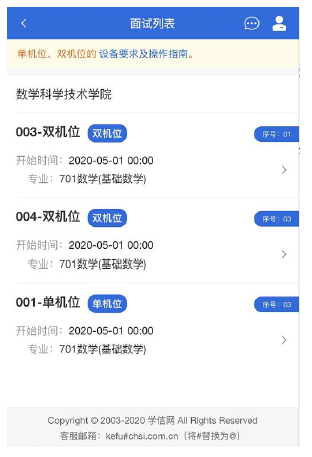 面试列表
单机位、双机位的 设备要求及操作指南。
数学科学技术学院
003-双机位 双机位 序号：01
开始时间：2020-05-01 00:00
专业：701数学(基础数学)
004-双机位 双机位 序号：03
开始时间：2020-05-01 00:00
专业：701数学(基础数学)
001-单机位 单机位 序号：03
开始时间：2020-05-01 00:00
专业：701数学(基础数学)
Copyright © 2003-2020 学信网 All Rights Reserved
客服邮箱：kefu#chsi.com.cn（将#替换为@）